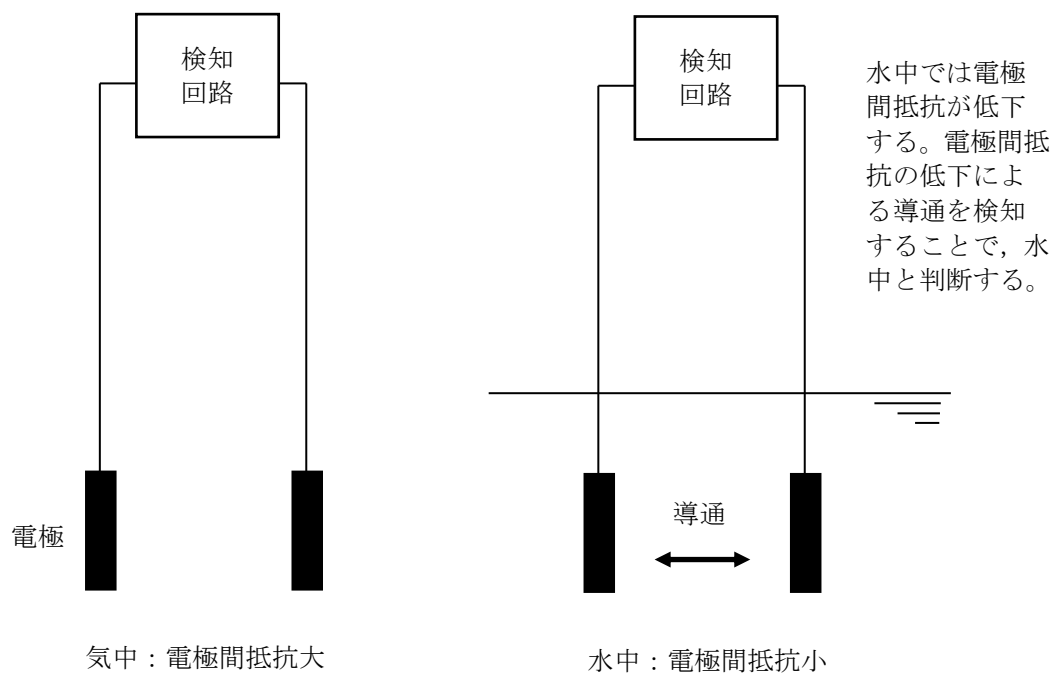 検知
回路
電極
気中：電極間抵抗大
検知
回路
導通
水中：電極間抵抗小
水中では電極
間抵抗が低下
する。電極間抵
抗の低下によ
る導通を検知
することで，水
中と判断する。